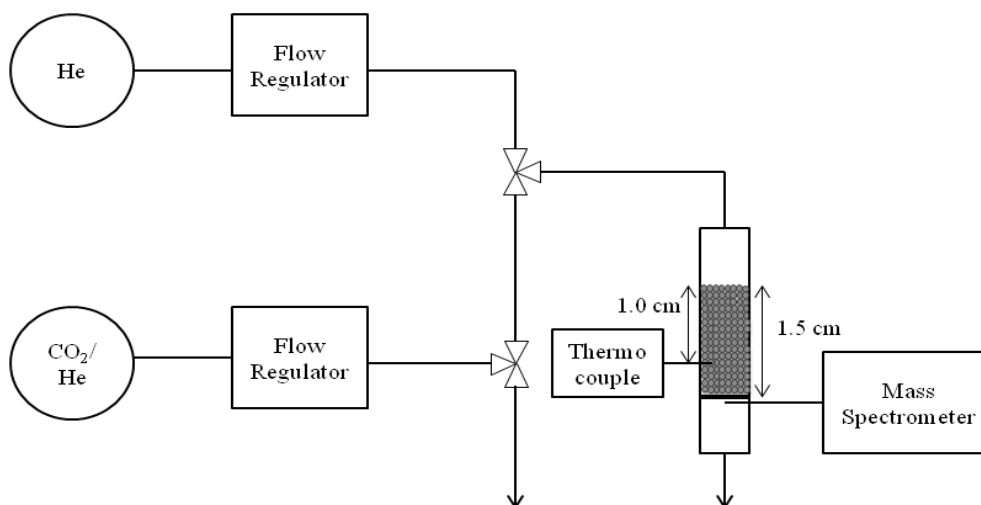 He
Flow
Regulator
1.0 cm
1.5 cm
CO₂/
He
Flow
Regulator
Thermo
couple
Mass
Spectrometer